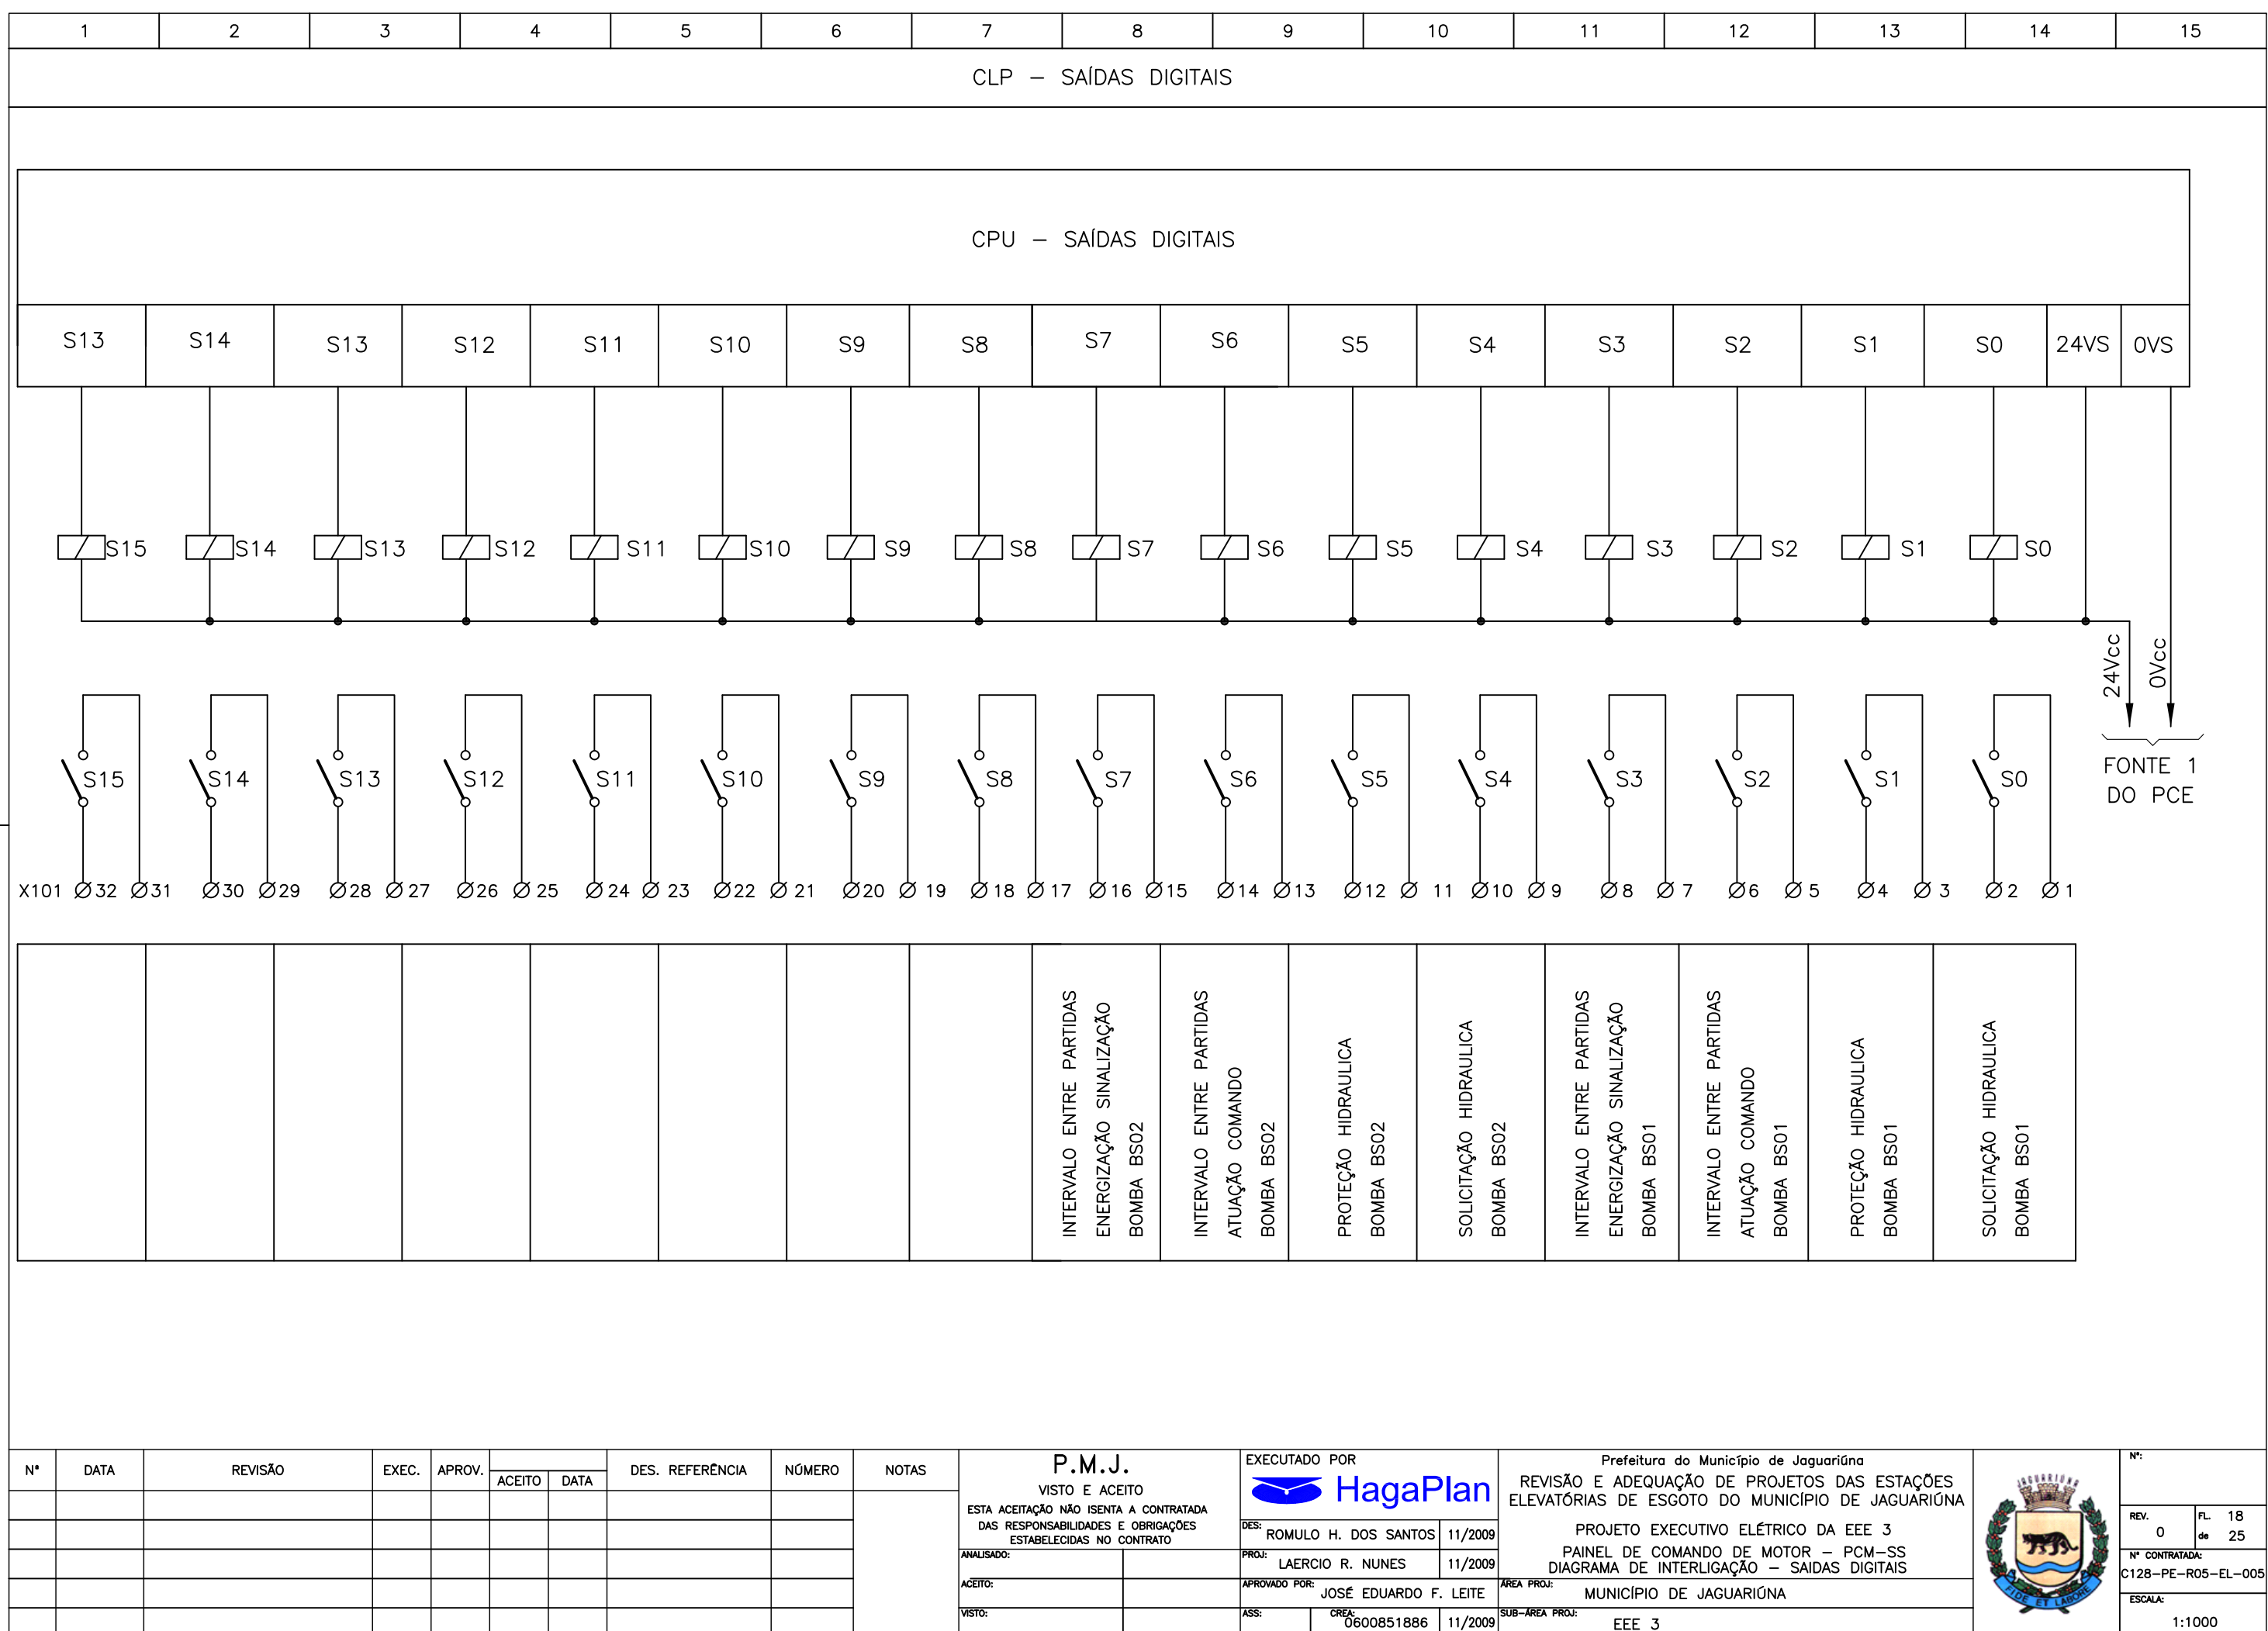 1 2 3 4 5 6 7 8 9 10 11 12 13 14 15
CLP – SAÍDAS DIGITAIS
CPU – SAÍDAS DIGITAIS
S13 S14 S13 S12 S11 S10 S9 S8 S7 S6 S5 S4 S3 S2 S1 S0 24VS 0VS
S15 S14 S13 S12 S11 S10 S9 S8 S7 S6 S5 S4 S3 S2 S1 S0
24Vcc
0Vcc
S15 S14 S13 S12 S11 S10 S9 S8 S7 S6 S5 S4 S3 S2 S1 S0
FONTE 1
DO PCE
X101 32 31 30 29 28 27 26 25 24 23 22 21 20 19 18 17 16 15 14 13 12 11 10 9 8 7 6 5 4 3 2 1
INTERVALO ENTRE PARTIDAS
ENERGIZAÇÃO SINALIZAÇÃO
BOMBA BS02
INTERVALO ENTRE PARTIDAS
ATUAÇÃO COMANDO
BOMBA BS02
PROTEÇÃO HIDRAULICA
BOMBA BS02
SOLICITAÇÃO HIDRAULICA
BOMBA BS02
INTERVALO ENTRE PARTIDAS
ENERGIZAÇÃO SINALIZAÇÃO
BOMBA BS01
INTERVALO ENTRE PARTIDAS
ATUAÇÃO COMANDO
BOMBA BS01
PROTEÇÃO HIDRAULICA
BOMBA BS01
SOLICITAÇÃO HIDRAULICA
BOMBA BS01
N° DATA REVISÃO EXEC. APROV. ACEITO DATA DES. REFERÊNCIA NÚMERO NOTAS
P.M.J.
VISTO E ACEITO
ESTA ACEITAÇÃO NÃO ISENTA A CONTRATADA
DAS RESPONSABILIDADES E OBRIGAÇÕES
ESTABELECIDAS NO CONTRATO
ANALISADO:
ACEITO:
VISTO:
EXECUTADO POR
HagaPlan
DES: ROMULO H. DOS SANTOS 11/2009
PROJ: LAERCIO R. NUNES 11/2009
APROVADO POR: JOSÉ EDUARDO F. LEITE
ASS: CREA: 0600851886 11/2009
Prefeitura do Município de Jaguariúna
REVISÃO E ADEQUAÇÃO DE PROJETOS DAS ESTAÇÕES
ELEVATÓRIAS DE ESGOTO DO MUNICÍPIO DE JAGUARIÚNA
PROJETO EXECUTIVO ELÉTRICO DA EEE 3
PAINEL DE COMANDO DE MOTOR – PCM–SS
DIAGRAMA DE INTERLIGAÇÃO – SAIDAS DIGITAIS
ÁREA PROJ: MUNICÍPIO DE JAGUARIÚNA
SUB–ÁREA PROJ: EEE 3
JAGUARIUNA
FIDE ET LABORE
N°:
REV. 0
FL. 18
de 25
N° CONTRATADA:
C128–PE–R05–EL–005
ESCALA:
1:1000